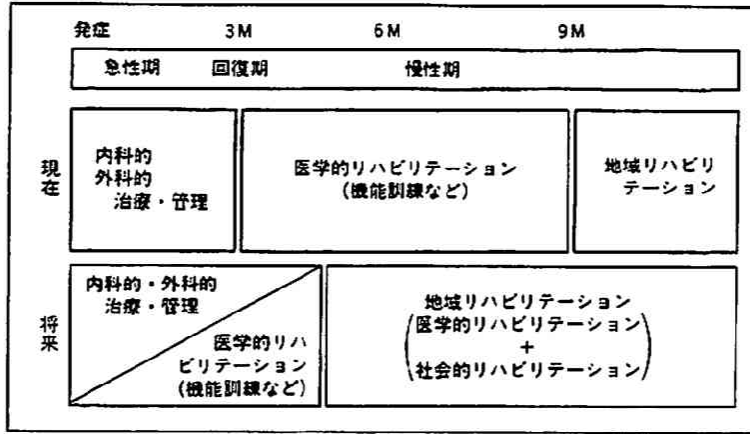 発症 3M 6M 9M
急性期 回復期 慢性期
現在
内科的
外科的
治療・管理
医学的リハビリテーション
(機能訓練など)
地域リハビリ
テーション
将来
内科的・外科的
治療・管理
医学的リハ
ビリテーション
(機能訓練など)
地域リハビリテーション
(医学的リハビリテーション
+
社会的リハビリテーション)